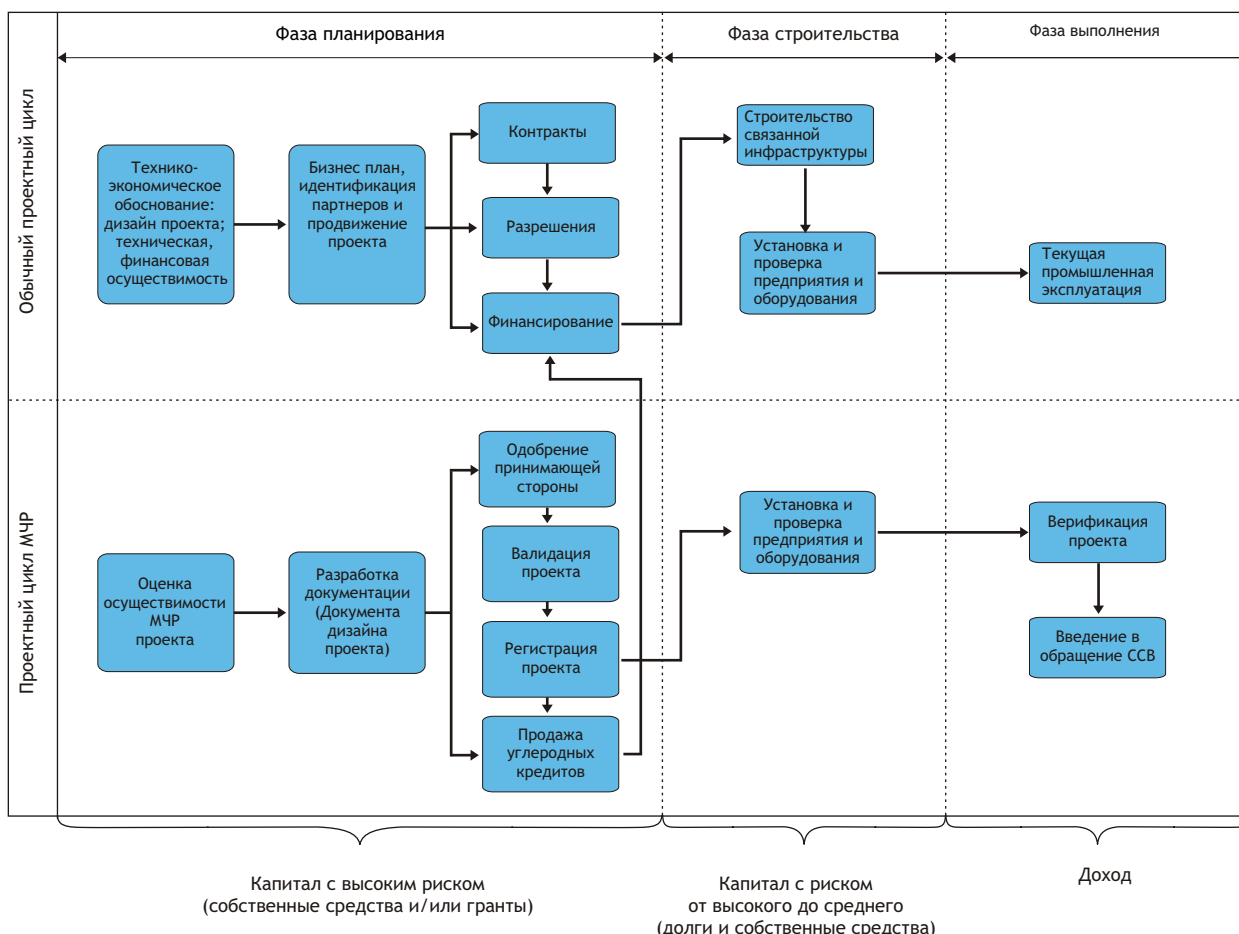 Фаза планирования
Фаза строительства
Фаза выполнения
Обычный проектный цикл
Технико-
экономическое
обоснование:
дизайн проекта;
техническая,
финансовая
осуществимость
Бизнес план,
идентификация
партнеров и
продвижение
проекта
Контракты
Разрешения
Финансирование
Строительство
связанной
инфраструктуры
Установка и
проверка
предприятия и
оборудования
Текущая
промышленная
эксплуатация
Проектный цикл МЧР
Оценка
осуществимости
МЧР
проекта
Разработка
документации
(Документа
дизайна
проекта)
Одобрение
принимающей
стороны
Валидация
проекта
Регистрация
проекта
Продажа
углеродных
кредитов
Установка и
проверка
предприятия и
оборудования
Верификация
проекта
Введение в
обращение ССВ
Капитал с высоким риском
(собственные средства и/или гранты)
Капитал с риском
от высокого до среднего
(долги и собственные средства)
Доход